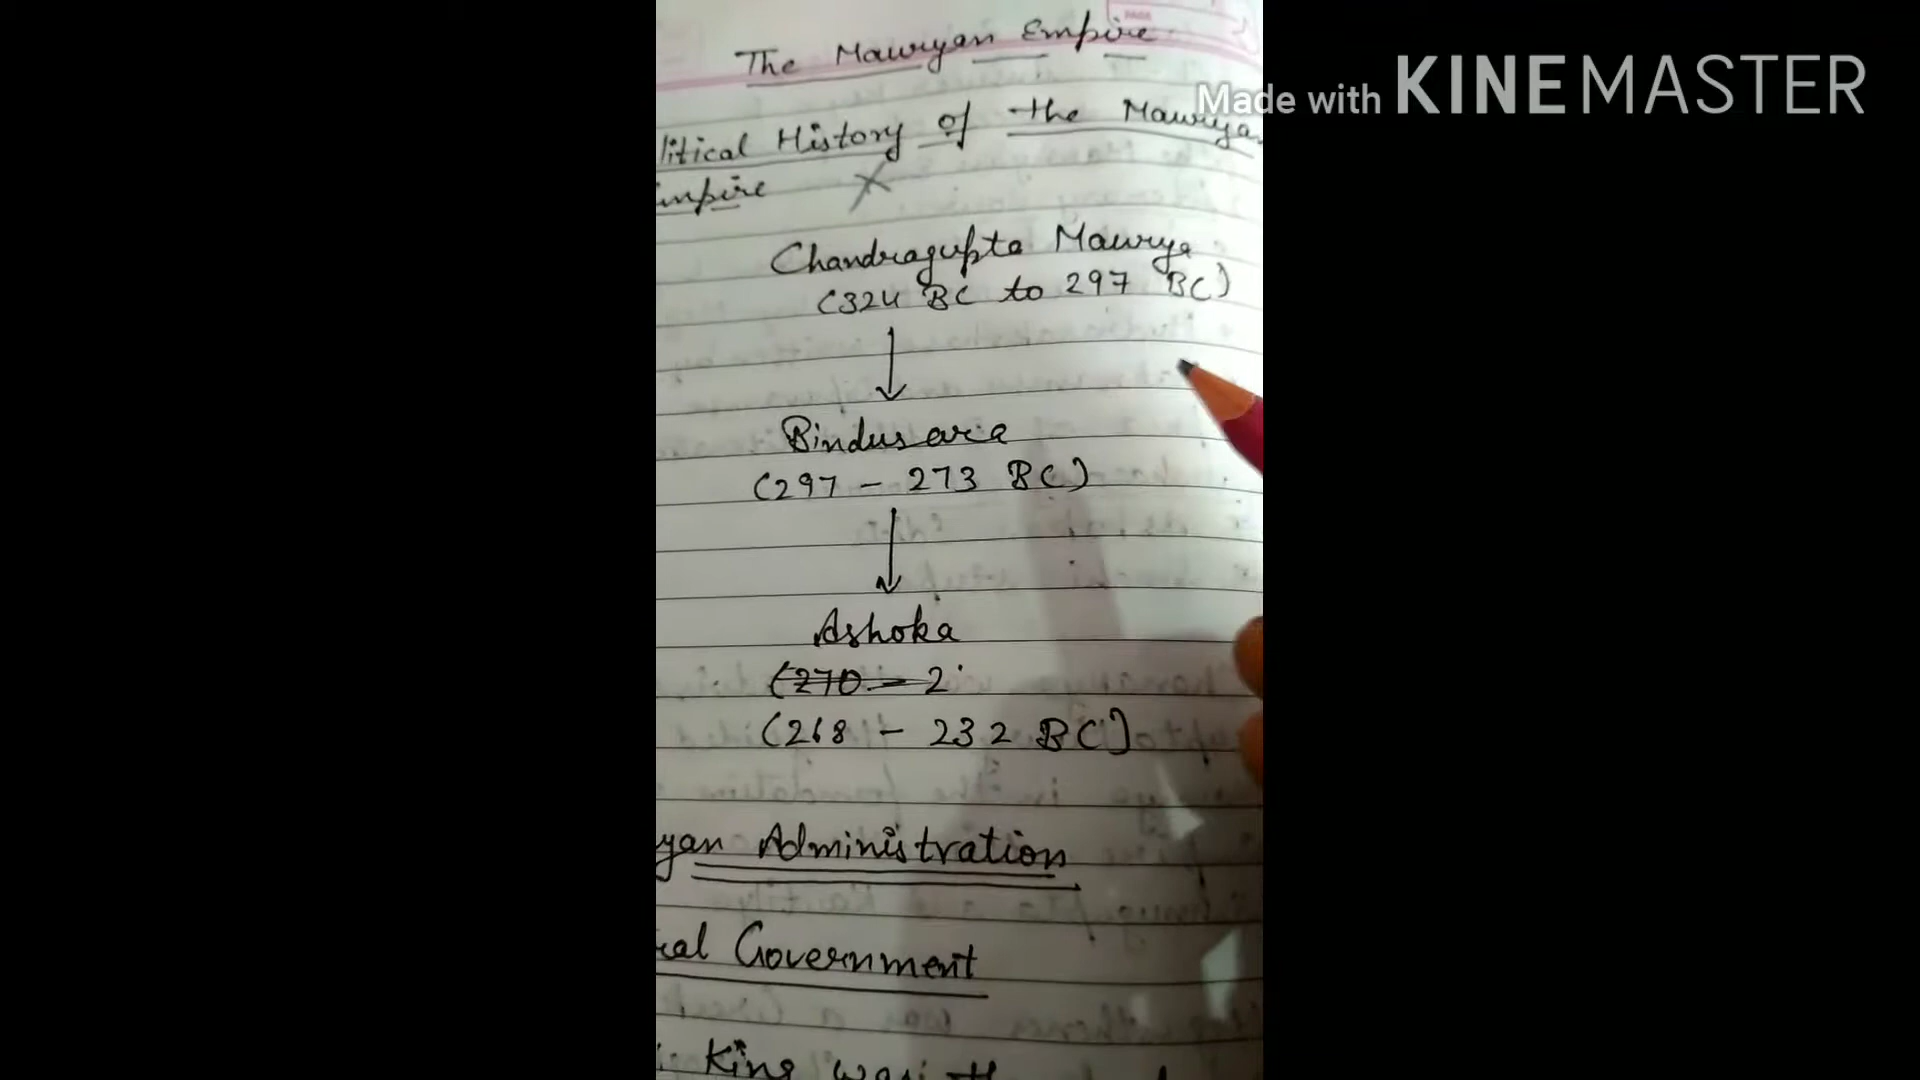 The Mauryan Empire
Made with KINEMASTER
litical History of the Maurya
mpire
Chandragupta Maurya
(324 BC to 297 BC)
Bindusara
(297 - 273 BC)
Ashoka
(270 - 2
(268 - 232 BC)
yan Administration
ral Government
King was